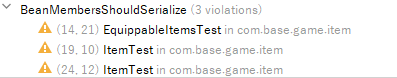 BeanMembersShouldSerialize (3 violations)
(14, 21) EquippableItemsTest in com.base.game.item
(19, 10) ItemTest in com.base.game.item
(24, 12) ItemTest in com.base.game.item